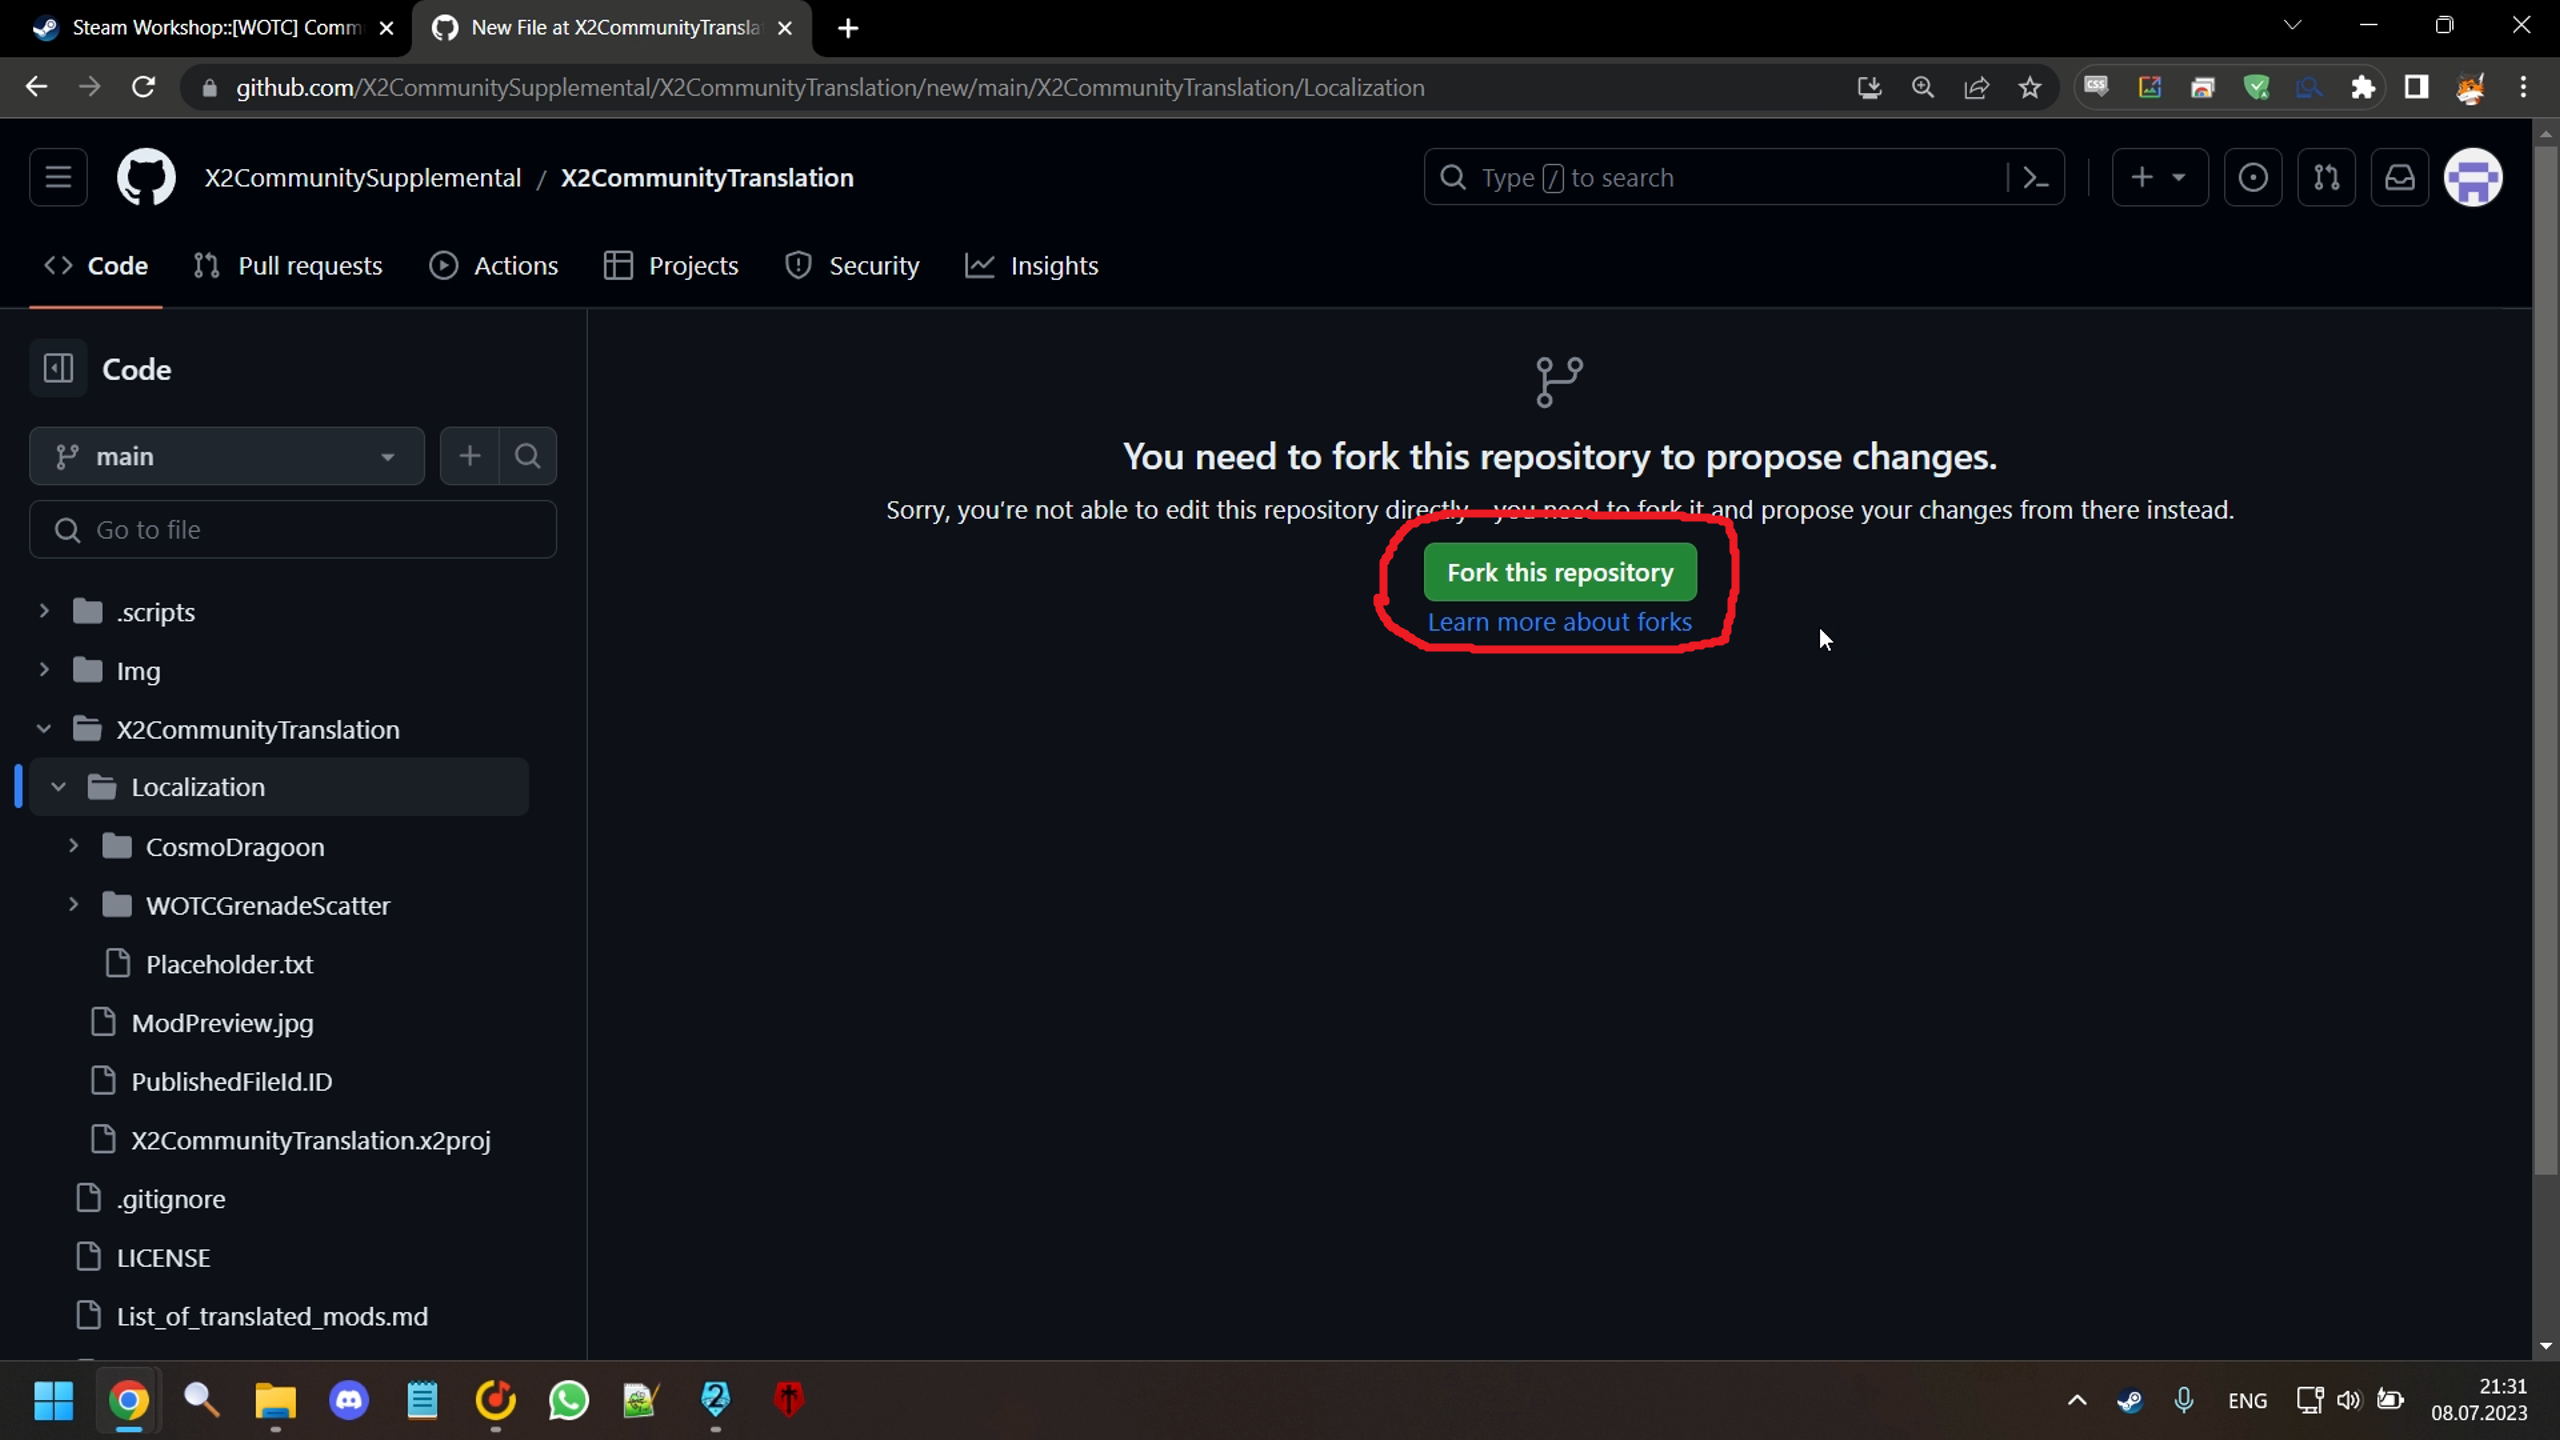 Steam Workshop::[WOTC] Comm
New File at X2CommunityTransla
github.com/X2CommunitySupplemental/X2CommunityTranslation/new/main/X2CommunityTranslation/Localization
CSS
X2CommunitySupplemental / X2CommunityTranslation
Type / to search
Code
Pull requests
Actions
Projects
Security
Insights
Code
main
Go to file
.scripts
Img
X2CommunityTranslation
Localization
CosmoDragoon
WOTCGrenadeScatter
Placeholder.txt
ModPreview.jpg
PublishedFileId.ID
X2CommunityTranslation.x2proj
.gitignore
LICENSE
List_of_translated_mods.md
You need to fork this repository to propose changes.
Sorry, you're not able to edit this repository directly—you need to fork it and propose your changes from there instead.
Fork this repository
Learn more about forks
2
ENG
21:31
08.07.2023